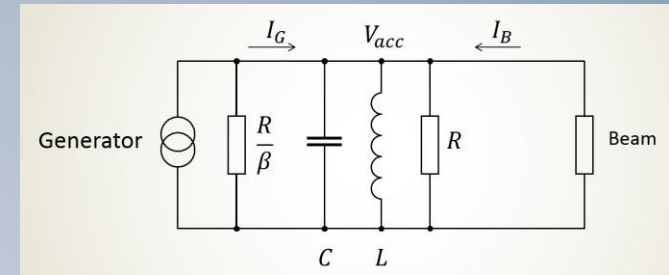 I_G V_acc I_B
Generator R/β R Beam
C L